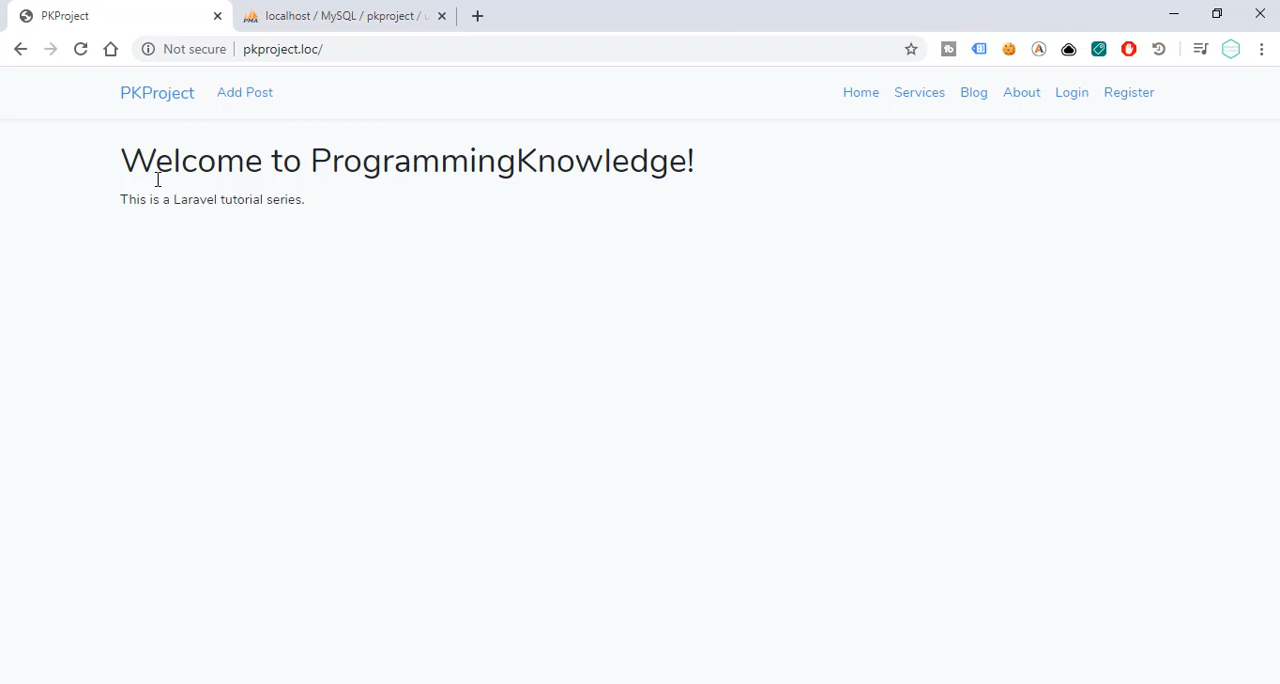 PKProject
localhost / MySQL / pkproject /
Not secure pkproject.loc/
PKProject Add Post Home Services Blog About Login Register
Welcome to ProgrammingKnowledge!
This is a Laravel tutorial series.